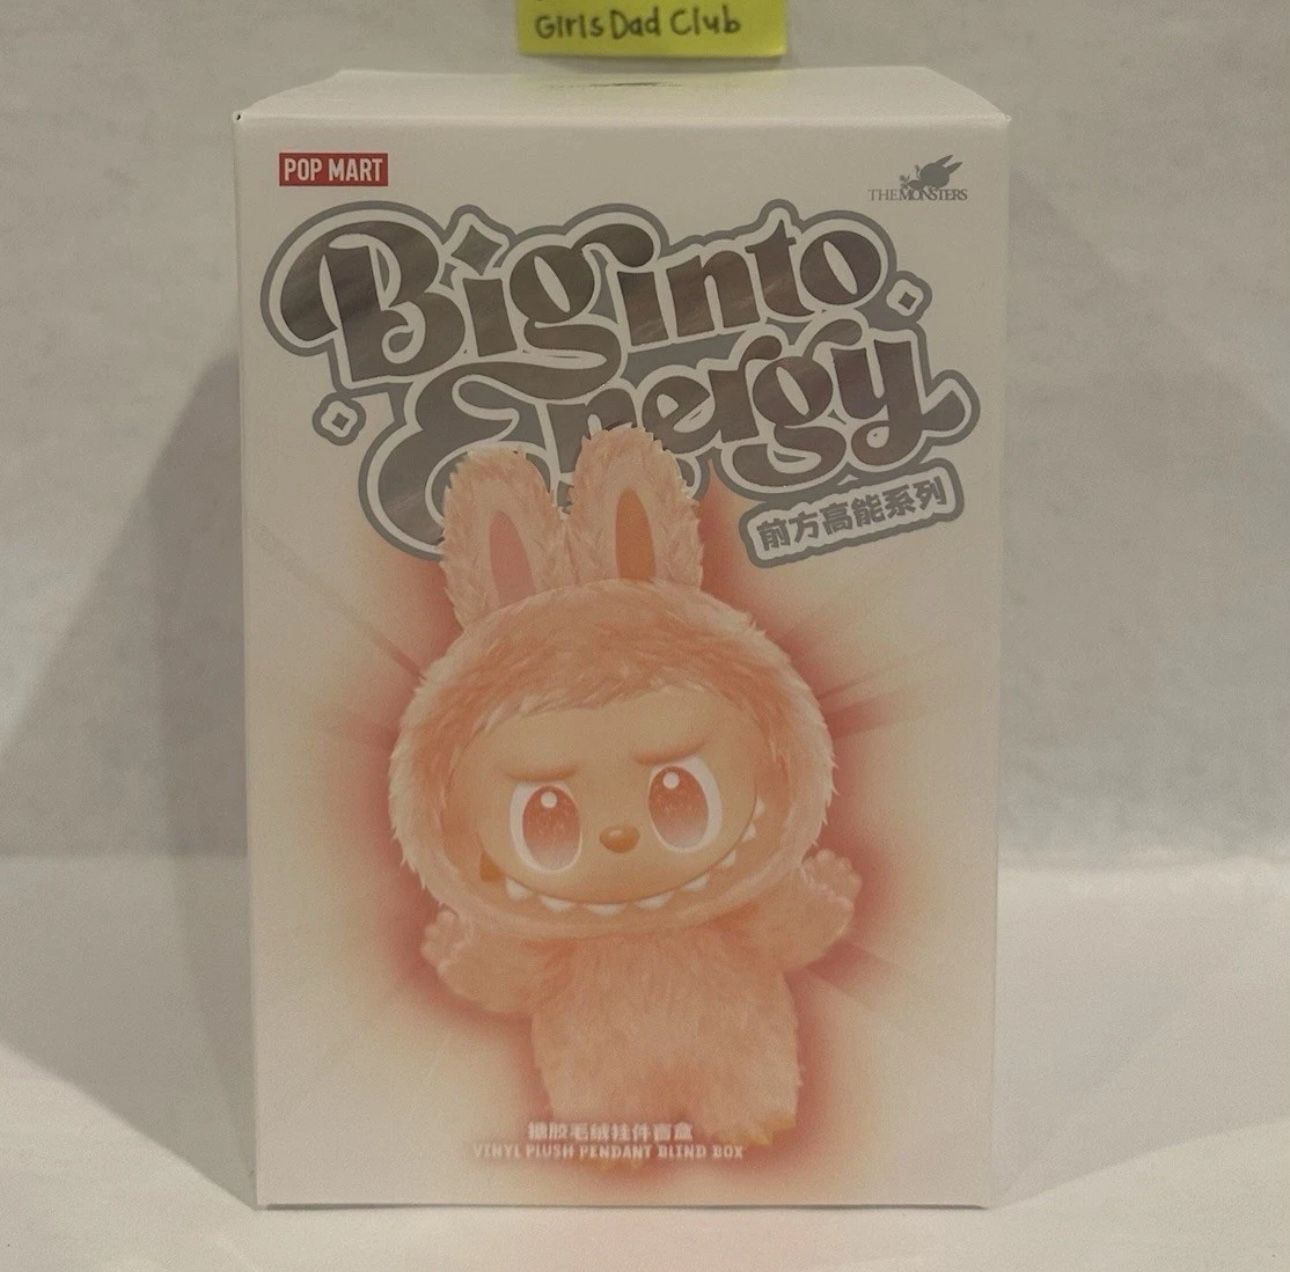 Girls Dad Club
POP MART
THE MONSTERS
Big into
Energy
前方高能系列
搪胶毛绒挂件盲盒
VINYL PLUSH PENDANT BLIND BOX